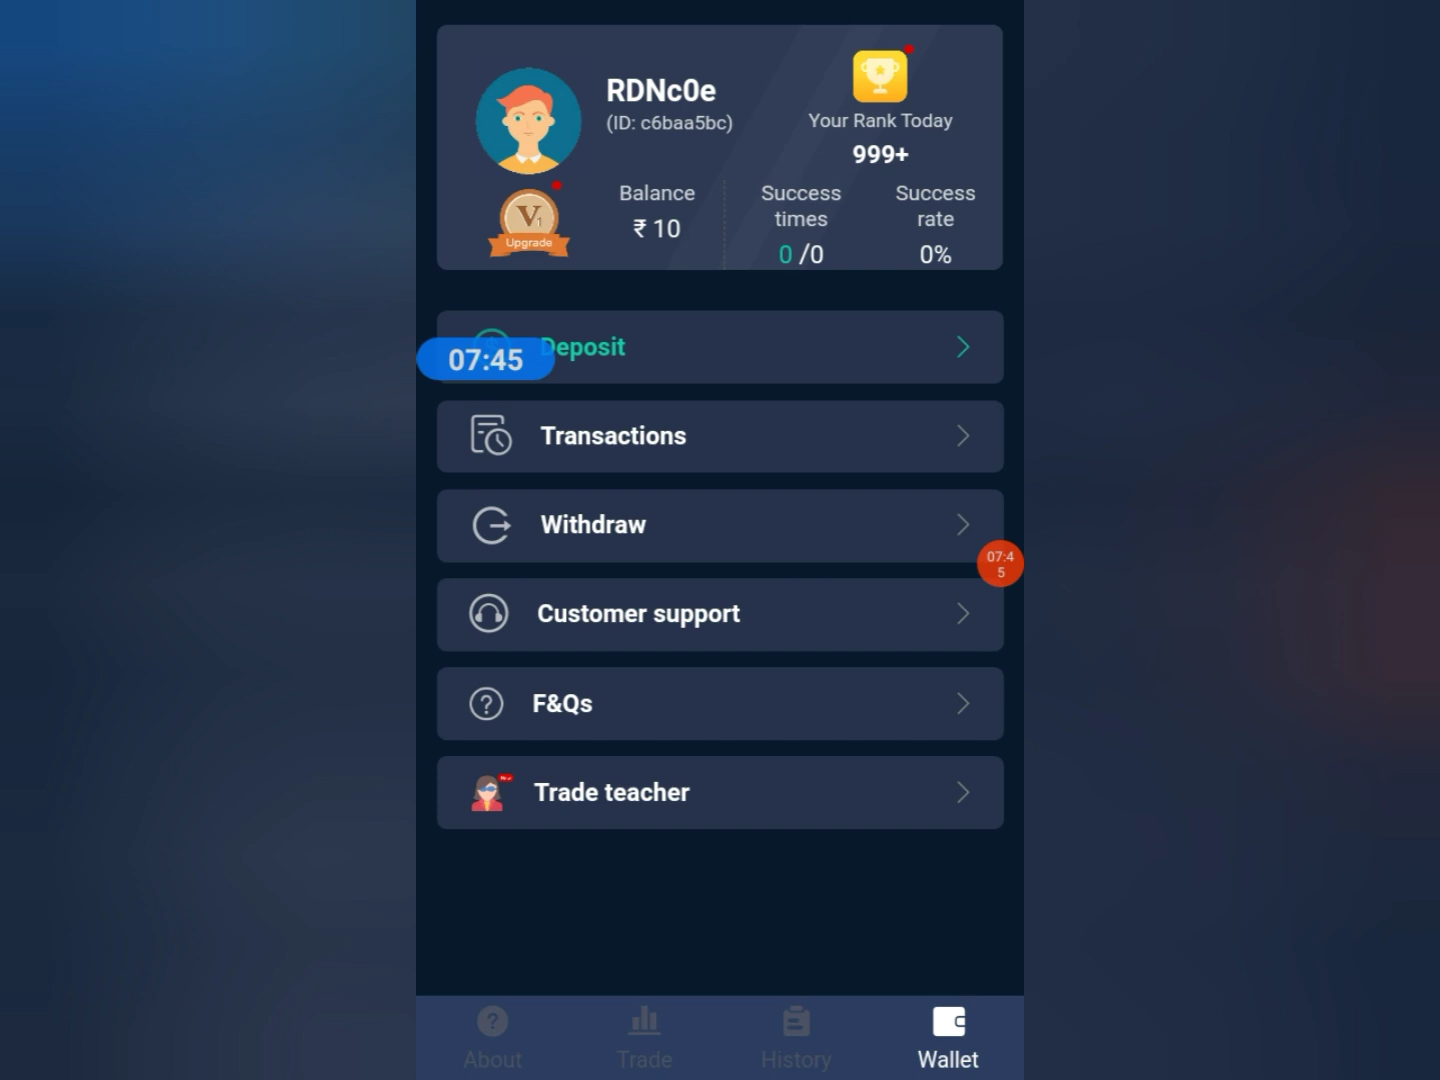 RDNc0e
(ID: c6baa5bc)
Your Rank Today
999+
V1
Upgrade
Balance
₹ 10
Success times
0 /0
Success rate
0%
Deposit
07:45
Transactions
Withdraw
07:4
5
Customer support
F&Qs
Trade teacher
About
Trade
History
Wallet